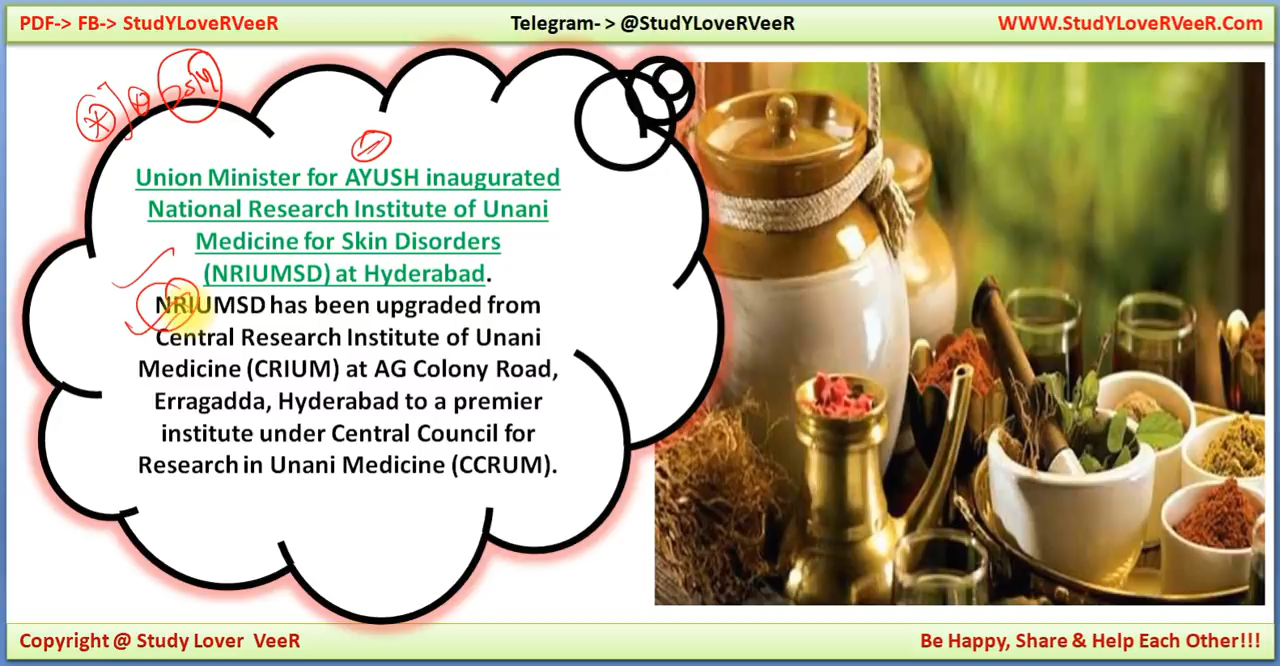 PDF-> FB-> StudYLoveRVeeR
Telegram- > @StudYLoveRVeeR
WWW.StudYLoveRVeeR.Com
Union Minister for AYUSH inaugurated
National Research Institute of Unani
Medicine for Skin Disorders
(NRIUMSD) at Hyderabad.
NRIUMSD has been upgraded from
Central Research Institute of Unani
Medicine (CRIUM) at AG Colony Road,
Erragadda, Hyderabad to a premier
institute under Central Council for
Research in Unani Medicine (CCRUM).
Copyright @ Study Lover VeeR
Be Happy, Share & Help Each Other!!!